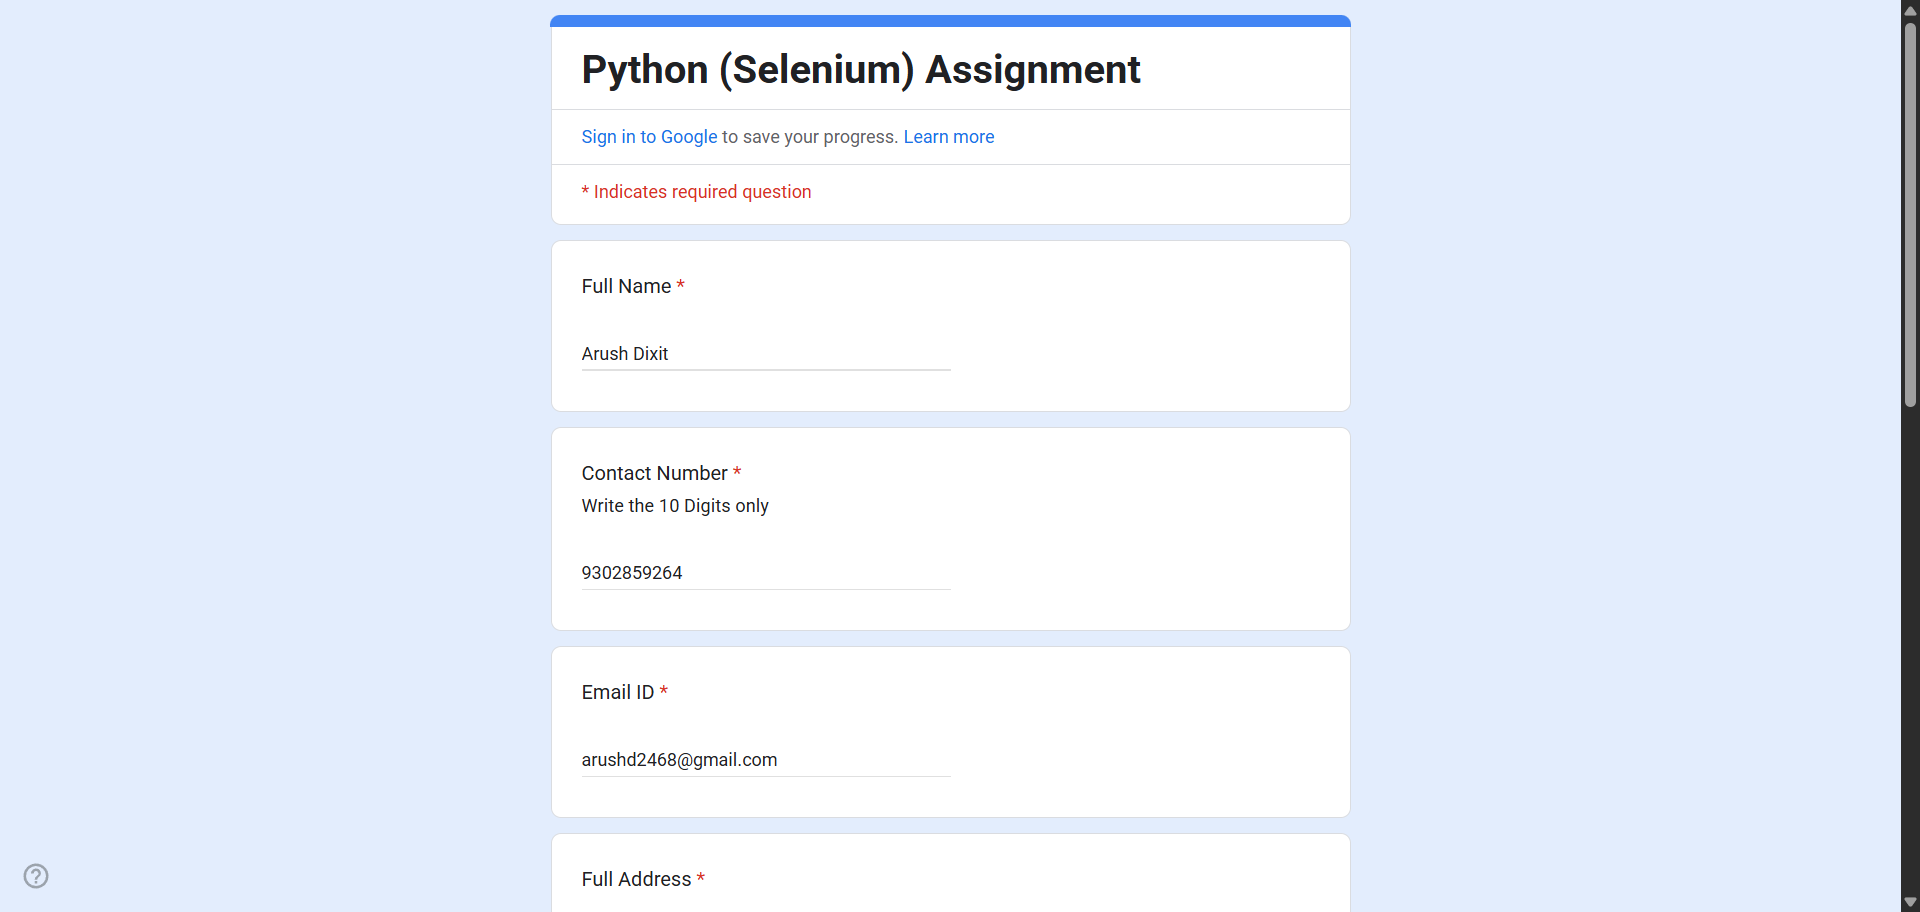 Python (Selenium) Assignment
Sign in to Google to save your progress. Learn more
* Indicates required question
Full Name *
Arush Dixit
Contact Number *
Write the 10 Digits only
9302859264
Email ID *
arushd2468@gmail.com
Full Address *